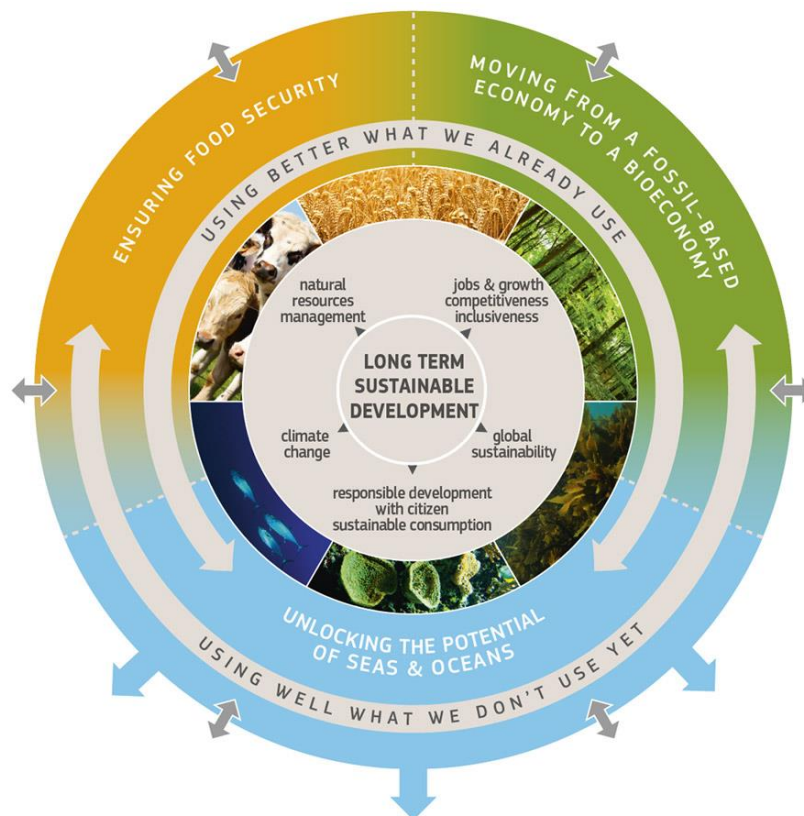 ENSURING FOOD SECURITY
MOVING FROM A FOSSIL-BASED
ECONOMY TO A BIOECONOMY
USING BETTER WHAT WE ALREADY USE
natural
resources
management
jobs & growth
competitiveness
inclusiveness
LONG TERM
SUSTAINABLE
DEVELOPMENT
climate
change
global
sustainability
responsible development
with citizen
sustainable consumption
UNLOCKING THE POTENTIAL
OF SEAS & OCEANS
USING WELL WHAT WE DON'T USE YET